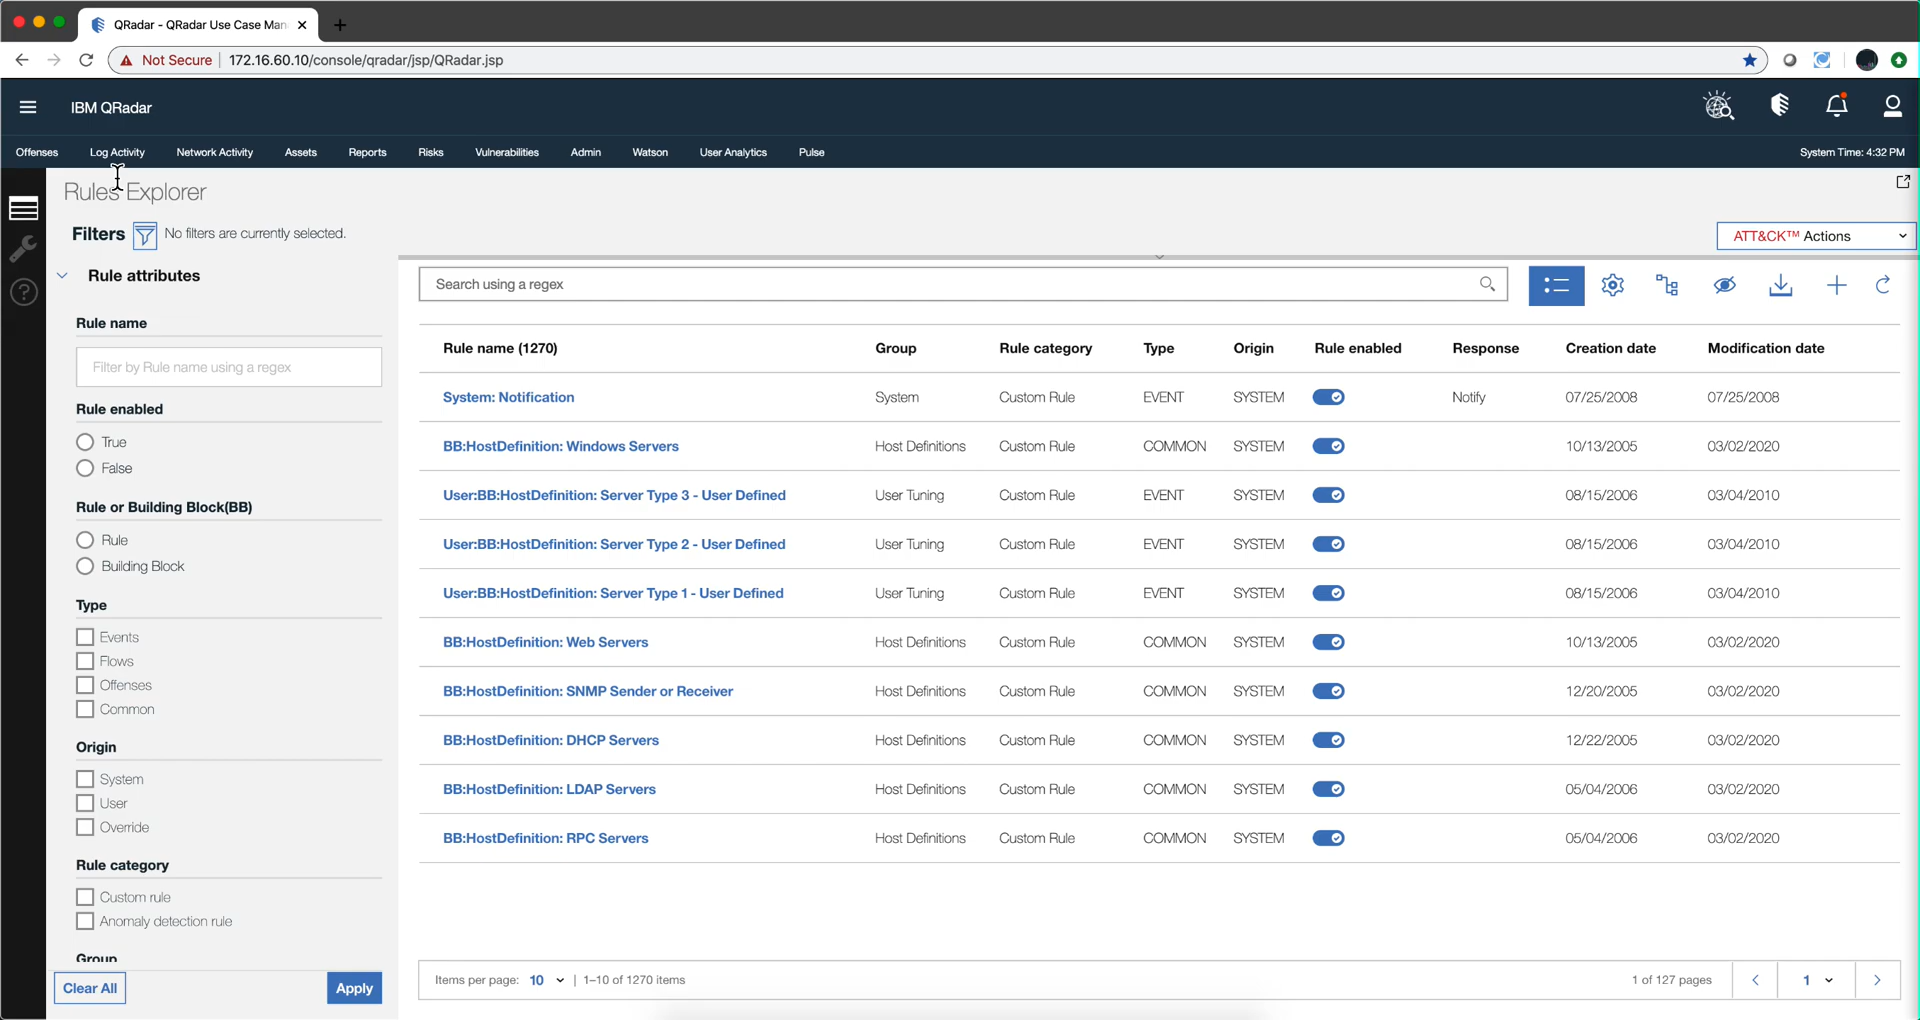 QRadar - QRadar Use Case Man
Not Secure 172.16.60.10/console/qradar/jsp/QRadar.jsp
IBM QRadar
Offenses Log Activity Network Activity Assets Reports Risks Vulnerabilities Admin Watson User Analytics Pulse System Time: 4:32 PM
Rules Explorer
Filters No filters are currently selected.
ATT&CK™ Actions
Rule attributes
Search using a regex
Rule name
Filter by Rule name using a regex
Rule enabled
True
False
Rule or Building Block(BB)
Rule
Building Block
Type
Events
Flows
Offenses
Common
Origin
System
User
Override
Rule category
Custom rule
Anomaly detection rule
Group
Clear All Apply
Rule name (1270) Group Rule category Type Origin Rule enabled Response Creation date Modification date
System: Notification System Custom Rule EVENT SYSTEM Notify 07/25/2008 07/25/2008
BB:HostDefinition: Windows Servers Host Definitions Custom Rule COMMON SYSTEM 10/13/2005 03/02/2020
User:BB:HostDefinition: Server Type 3 - User Defined User Tuning Custom Rule EVENT SYSTEM 08/15/2006 03/04/2010
User:BB:HostDefinition: Server Type 2 - User Defined User Tuning Custom Rule EVENT SYSTEM 08/15/2006 03/04/2010
User:BB:HostDefinition: Server Type 1 - User Defined User Tuning Custom Rule EVENT SYSTEM 08/15/2006 03/04/2010
BB:HostDefinition: Web Servers Host Definitions Custom Rule COMMON SYSTEM 10/13/2005 03/02/2020
BB:HostDefinition: SNMP Sender or Receiver Host Definitions Custom Rule COMMON SYSTEM 12/20/2005 03/02/2020
BB:HostDefinition: DHCP Servers Host Definitions Custom Rule COMMON SYSTEM 12/22/2005 03/02/2020
BB:HostDefinition: LDAP Servers Host Definitions Custom Rule COMMON SYSTEM 05/04/2006 03/02/2020
BB:HostDefinition: RPC Servers Host Definitions Custom Rule COMMON SYSTEM 05/04/2006 03/02/2020
Items per page: 10 | 1–10 of 1270 items 1 of 127 pages 1